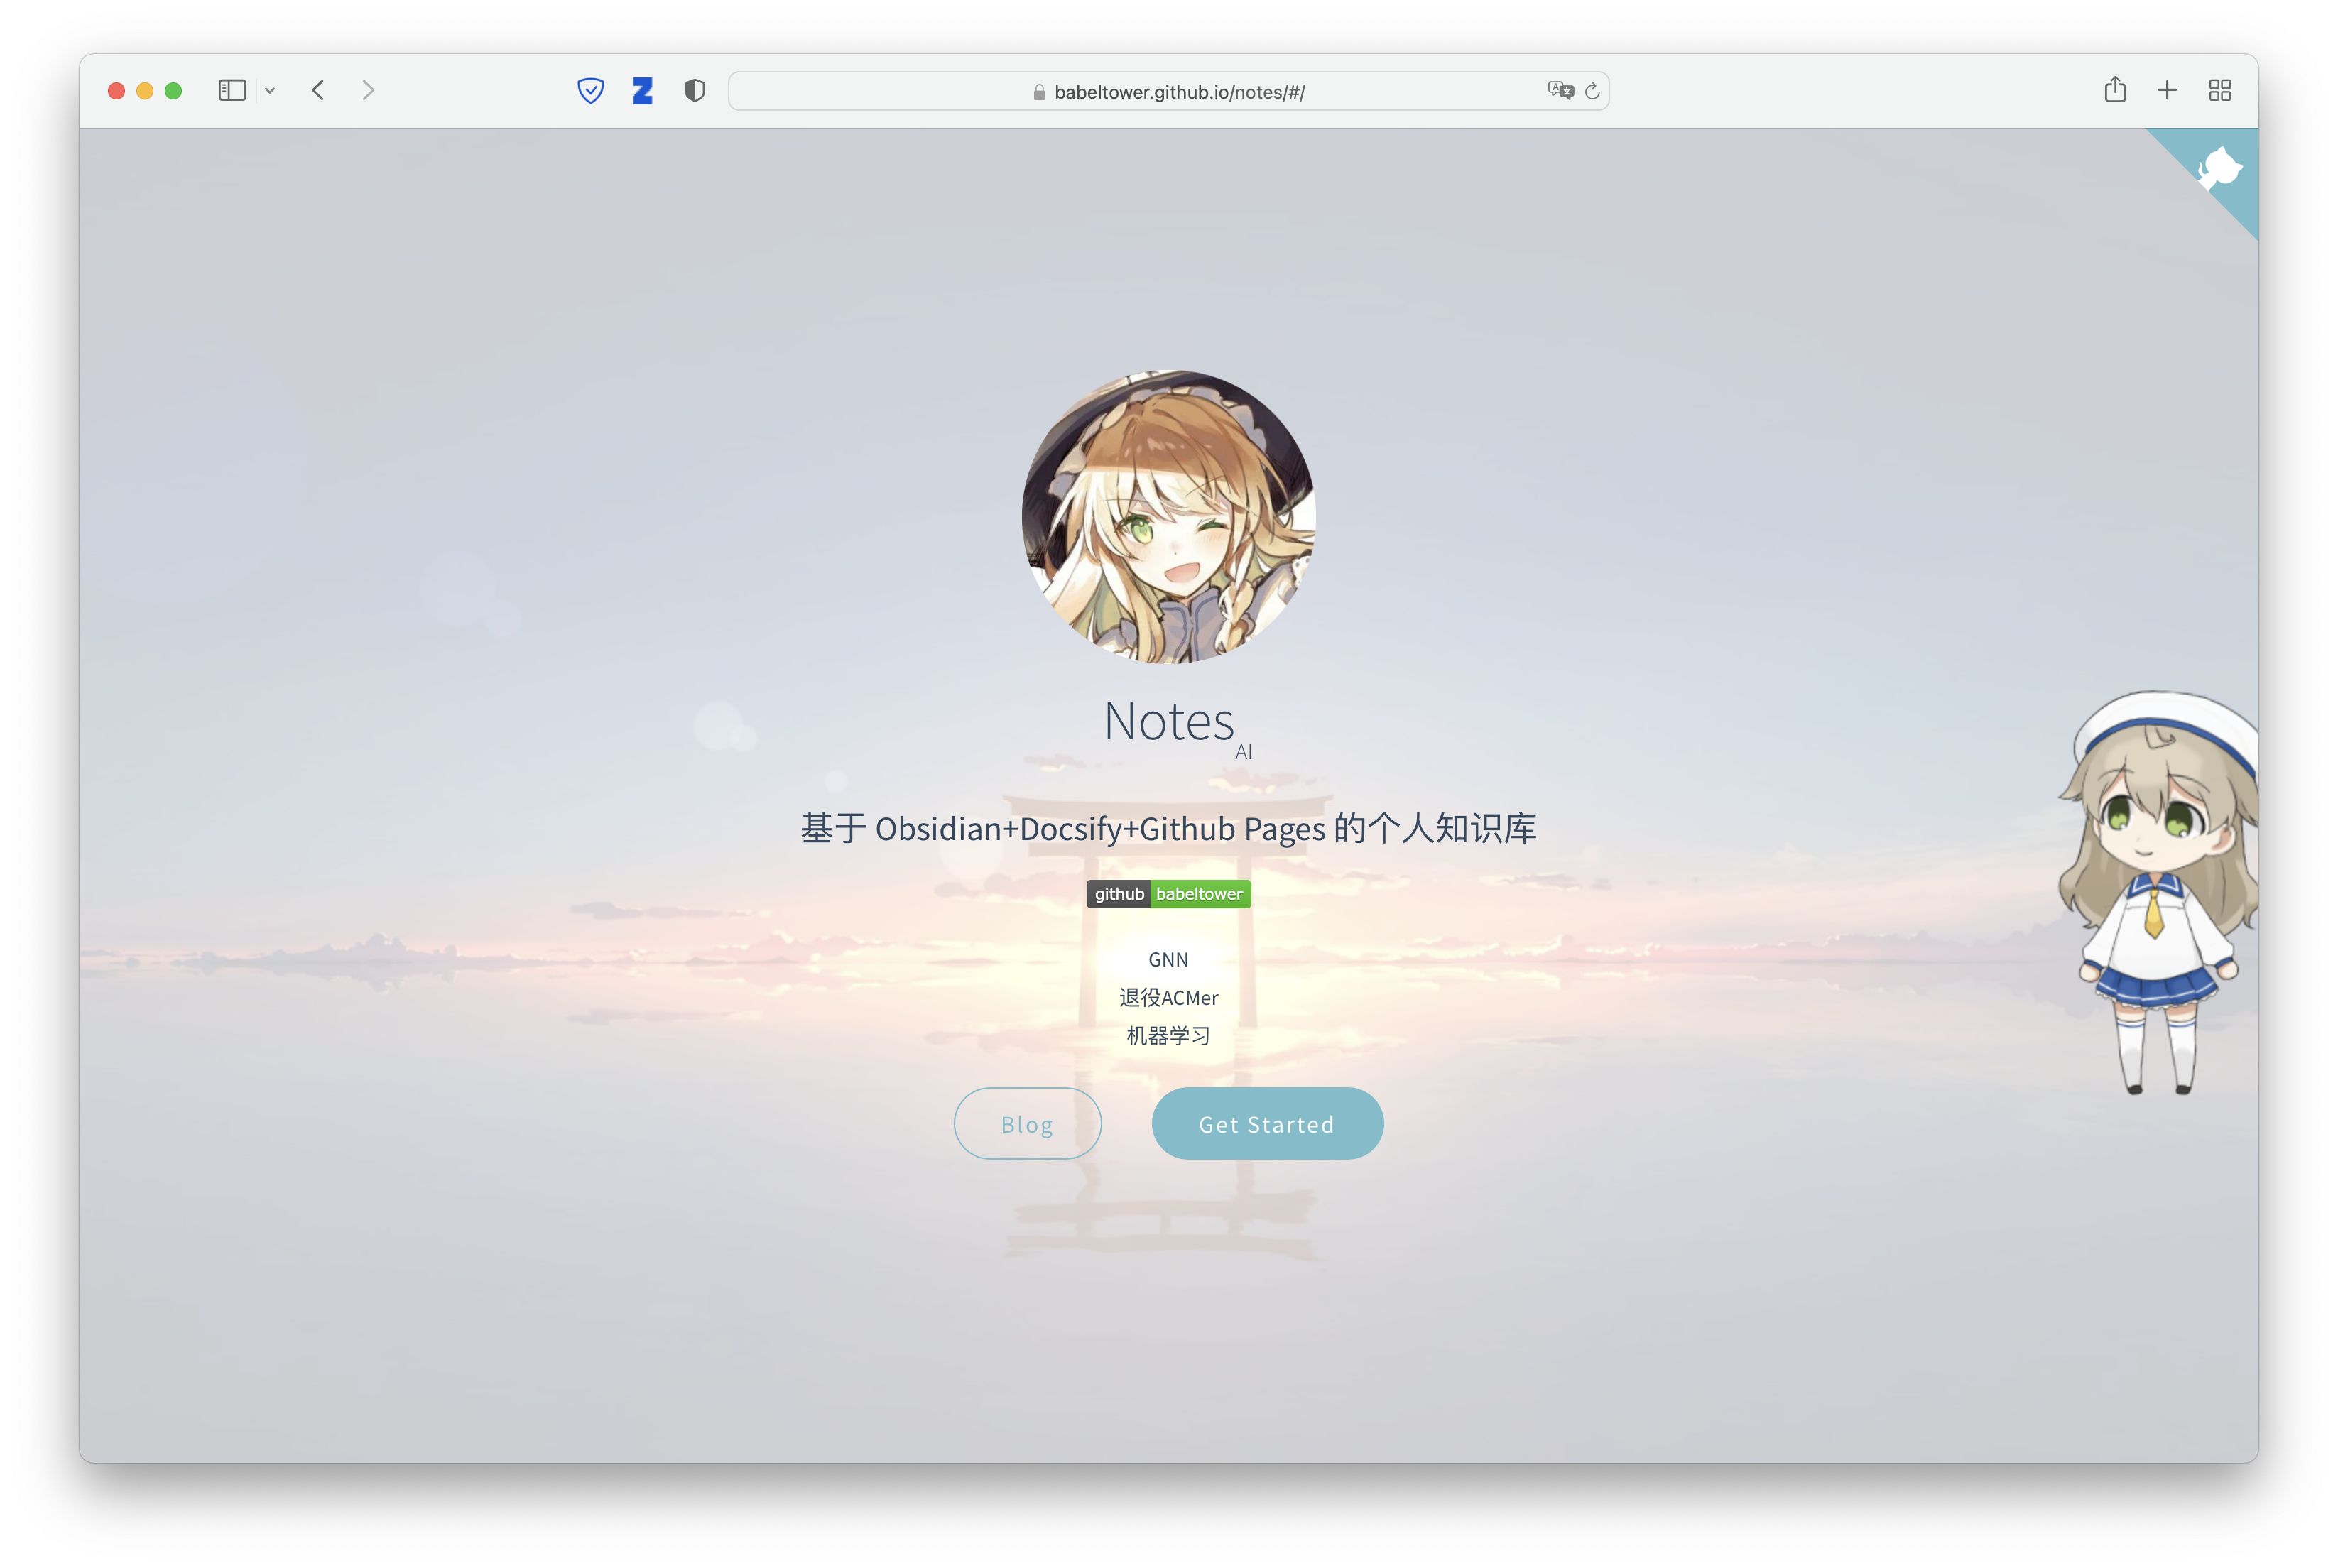 babeltower.github.io/notes/#/
Notes
AI
基于 Obsidian+Docsify+Github Pages 的个人知识库
github babeltower
GNN
退役ACMer
机器学习
Blog
Get Started